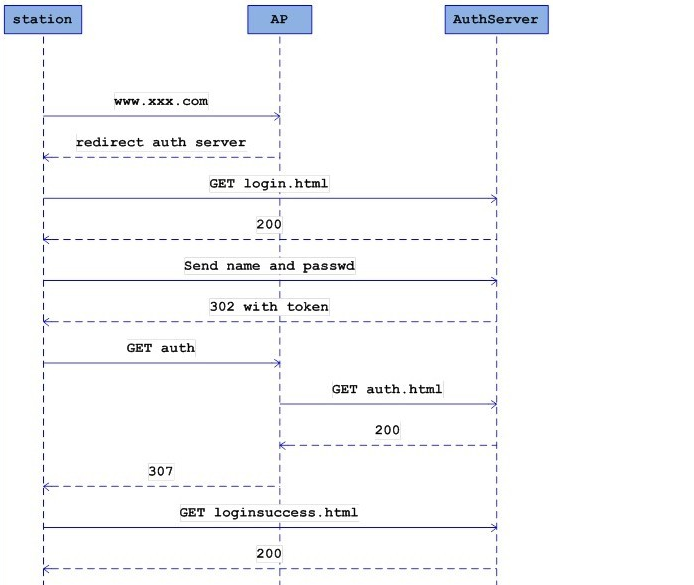 station
AP
AuthServer
www.xxx.com
redirect auth server
GET login.html
200
Send name and passwd
302 with token
GET auth
GET auth.html
200
307
GET loginsuccess.html
200